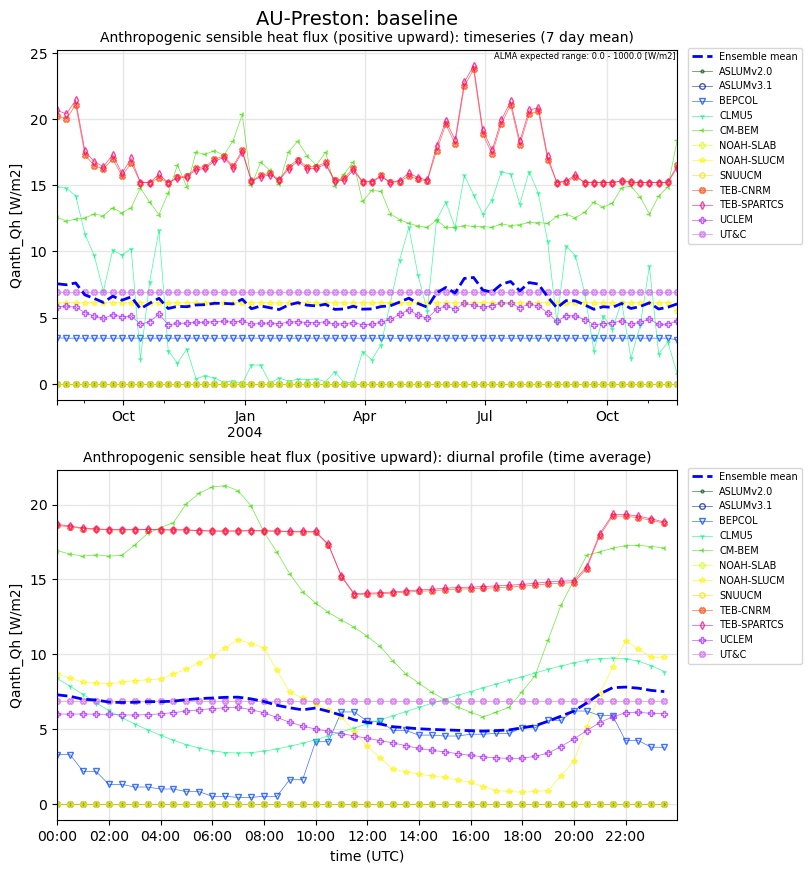 AU-Preston: baseline
Anthropogenic sensible heat flux (positive upward): timeseries (7 day mean)
ALMA expected range: 0.0 - 1000.0 [W/m2]
Qanth_Qh [W/m2]
25
20
15
10
5
0
Oct
Jan
2004
Apr
Jul
Oct
Ensemble mean
ASLUMv2.0
ASLUMv3.1
BEPCOL
CLMU5
CM-BEM
NOAH-SLAB
NOAH-SLUCM
SNUUCM
TEB-CNRM
TEB-SPARTCS
UCLEM
UT&C
Anthropogenic sensible heat flux (positive upward): diurnal profile (time average)
Qanth_Qh [W/m2]
20
15
10
5
0
00:00
02:00
04:00
06:00
08:00
10:00
12:00
14:00
16:00
18:00
20:00
22:00
time (UTC)
Ensemble mean
ASLUMv2.0
ASLUMv3.1
BEPCOL
CLMU5
CM-BEM
NOAH-SLAB
NOAH-SLUCM
SNUUCM
TEB-CNRM
TEB-SPARTCS
UCLEM
UT&C